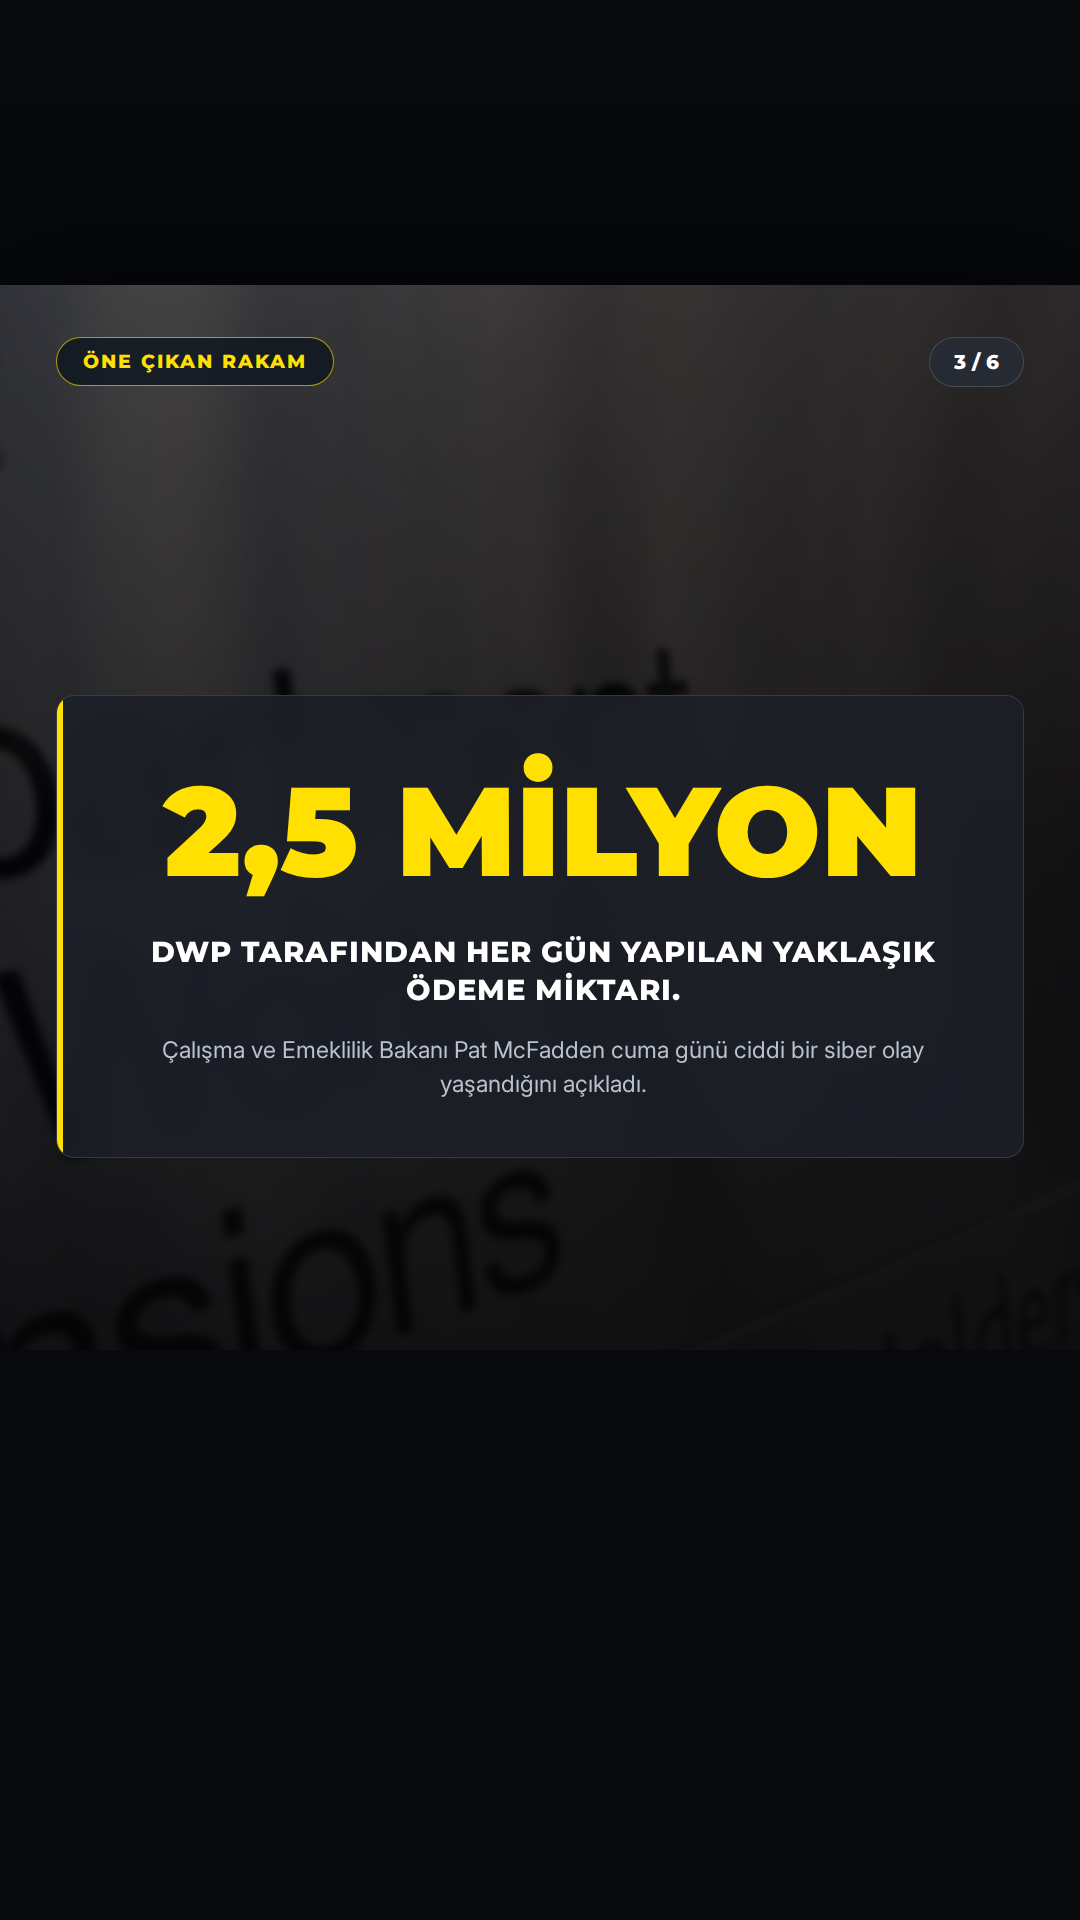 ÖNE ÇIKAN RAKAM
3 / 6
2,5 MİLYON
DWP TARAFINDAN HER GÜN YAPILAN YAKLAŞIK
ÖDEME MİKTARI.
Çalışma ve Emeklilik Bakanı Pat McFadden cuma günü ciddi bir siber olay
yaşandığını açıkladı.
nsions